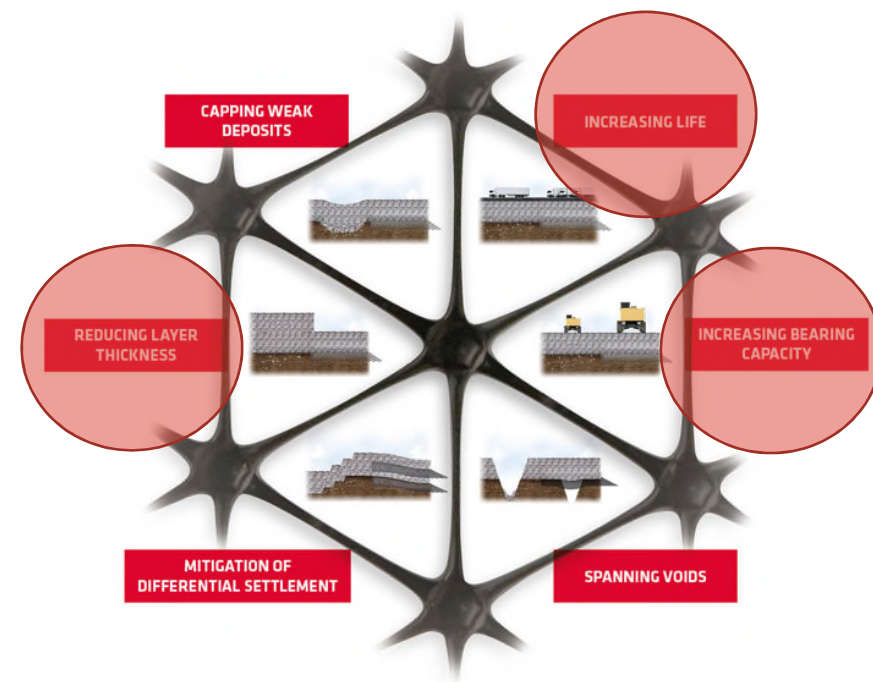 CAPPING WEAK
DEPOSITS
INCREASING LIFE
REDUCING LAYER
THICKNESS
INCREASING BEARING
CAPACITY
MITIGATION OF
DIFFERENTIAL SETTLEMENT
SPANNING VOIDS